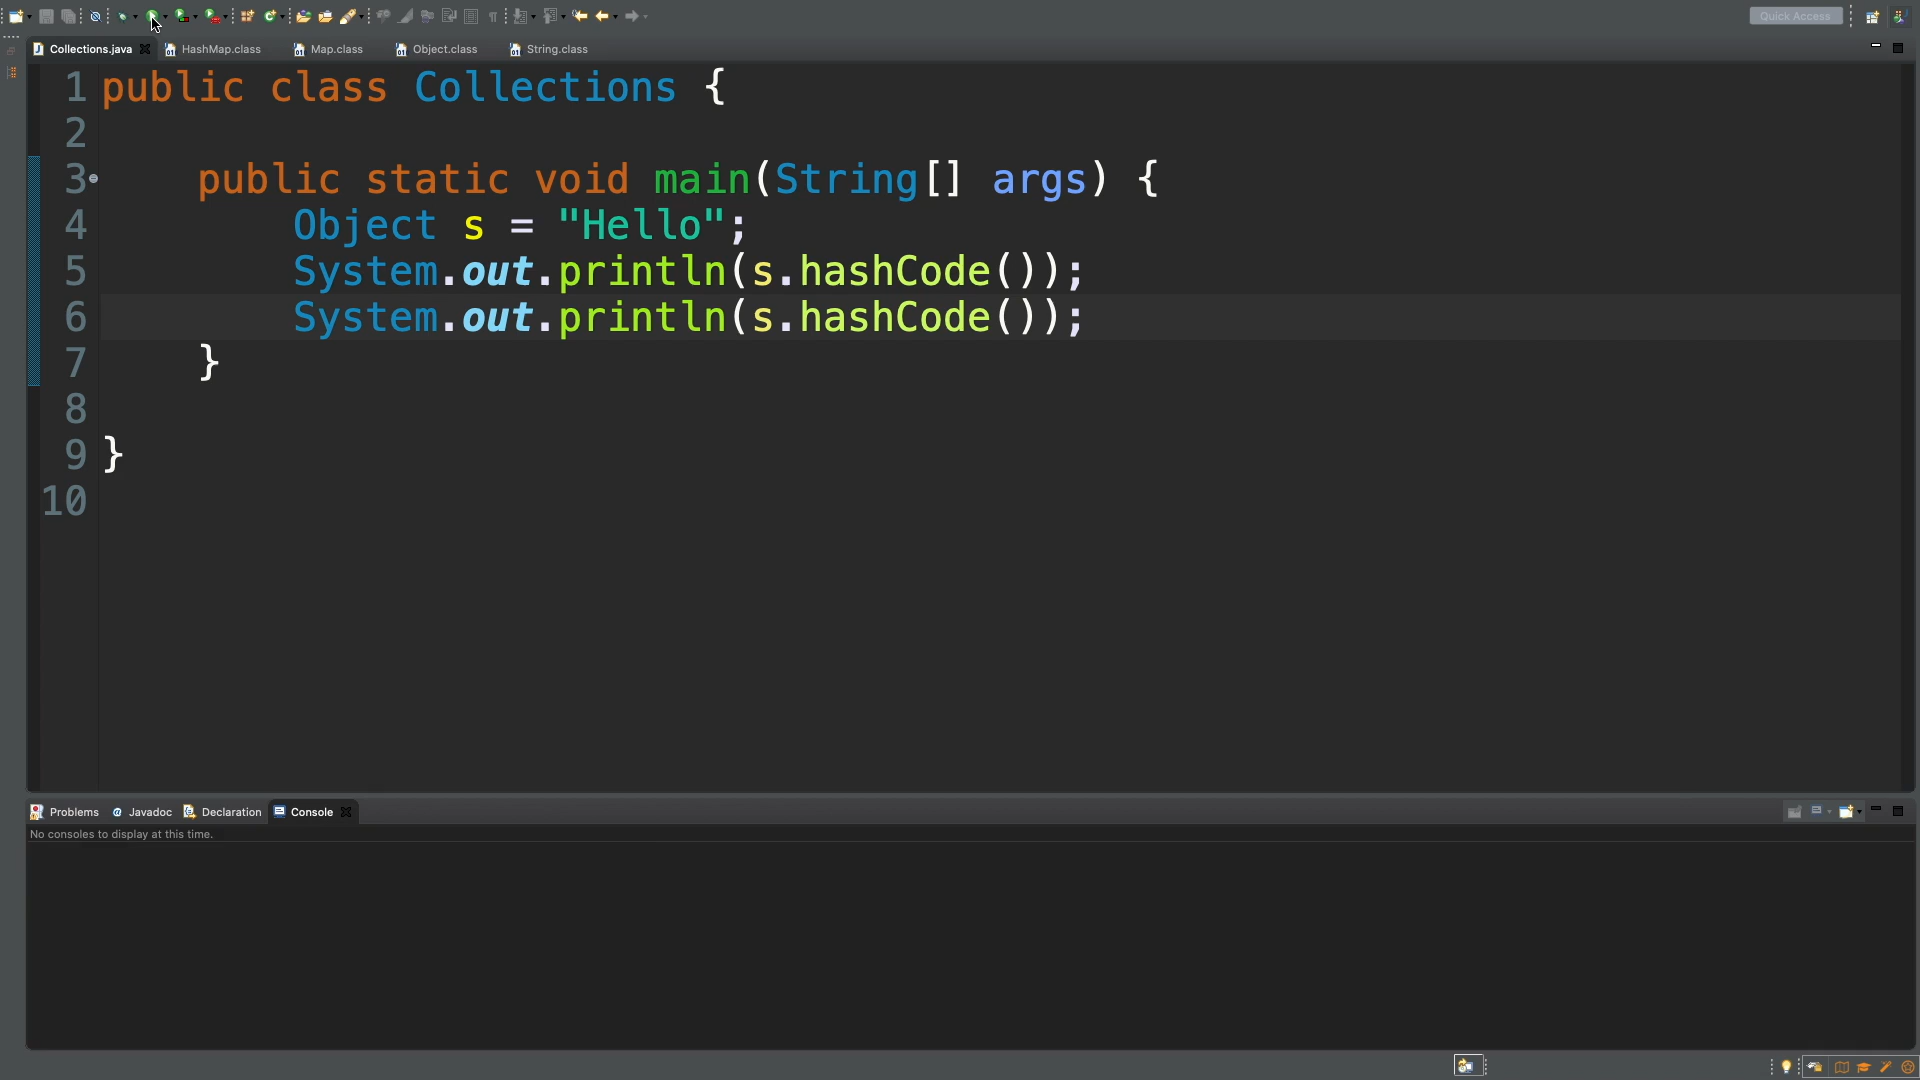 Quick Access
Collections.java HashMap.class Map.class Object.class String.class
1 public class Collections {
2
3 public static void main(String[] args) {
4 Object s = "Hello";
5 System.out.println(s.hashCode());
6 System.out.println(s.hashCode());
7 }
8
9 }
10
Problems @ Javadoc Declaration Console
No consoles to display at this time.